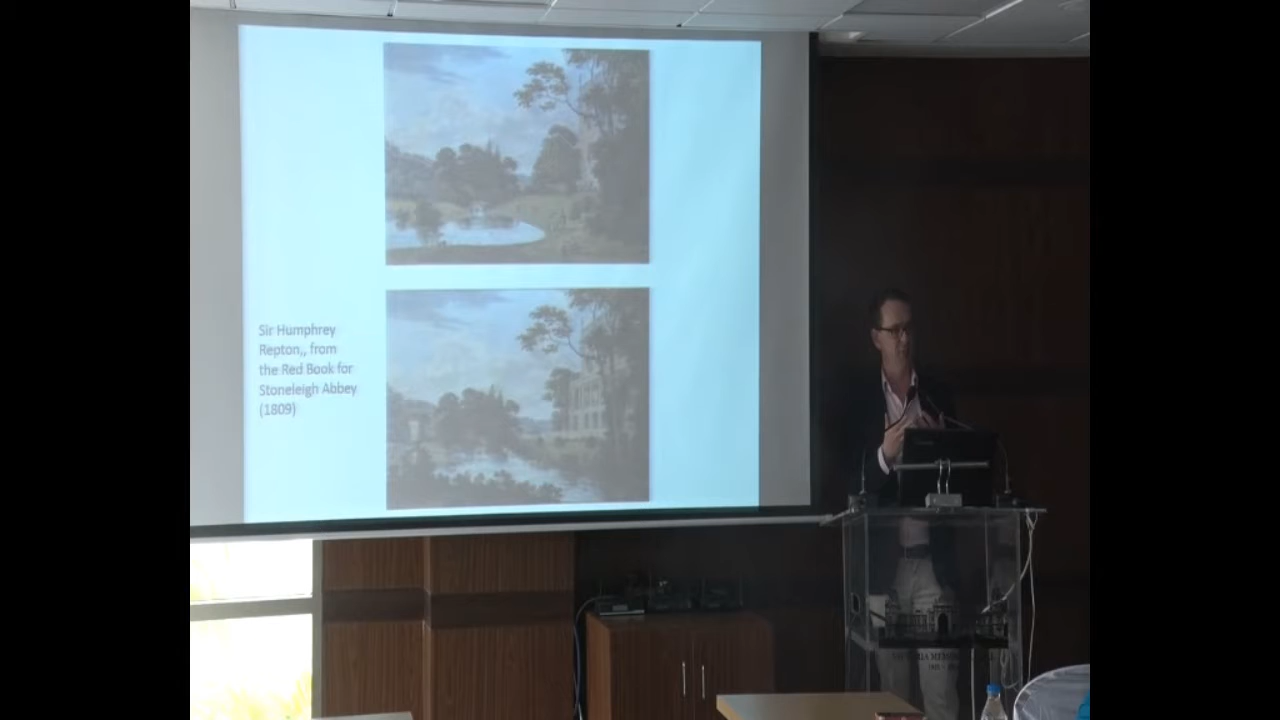 Sir Humphrey
Repton,, from
the Red Book for
Stoneleigh Abbey
(1809)